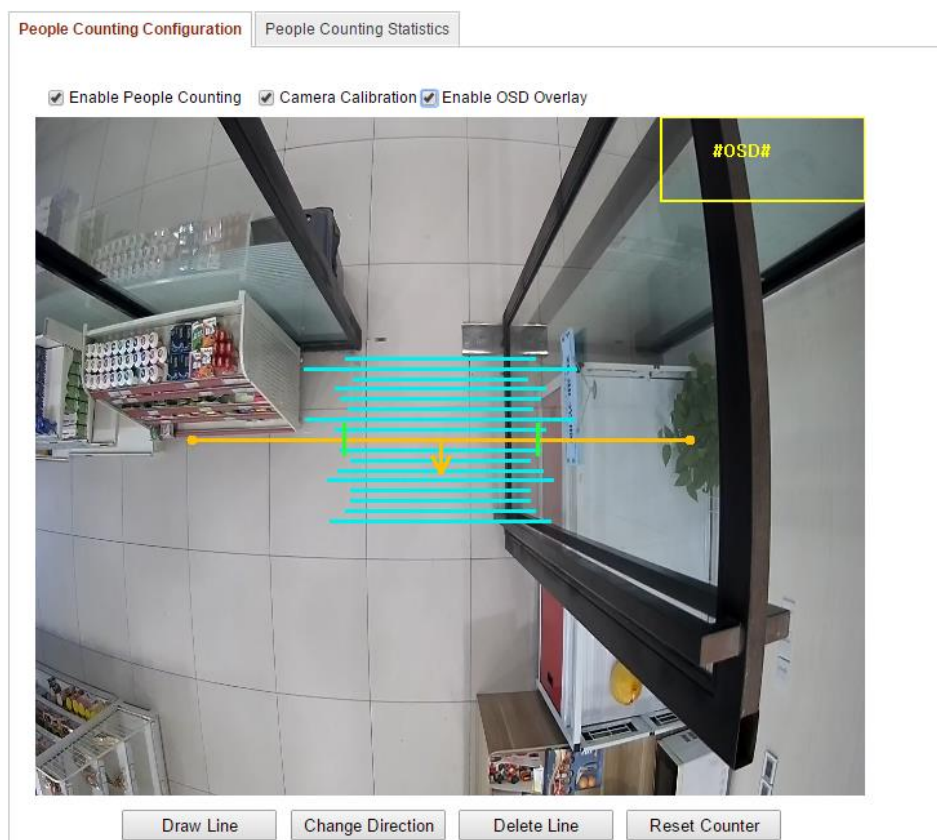 People Counting Configuration
People Counting Statistics
Enable People Counting
Camera Calibration
Enable OSD Overlay
#OSD#
Draw Line
Change Direction
Delete Line
Reset Counter